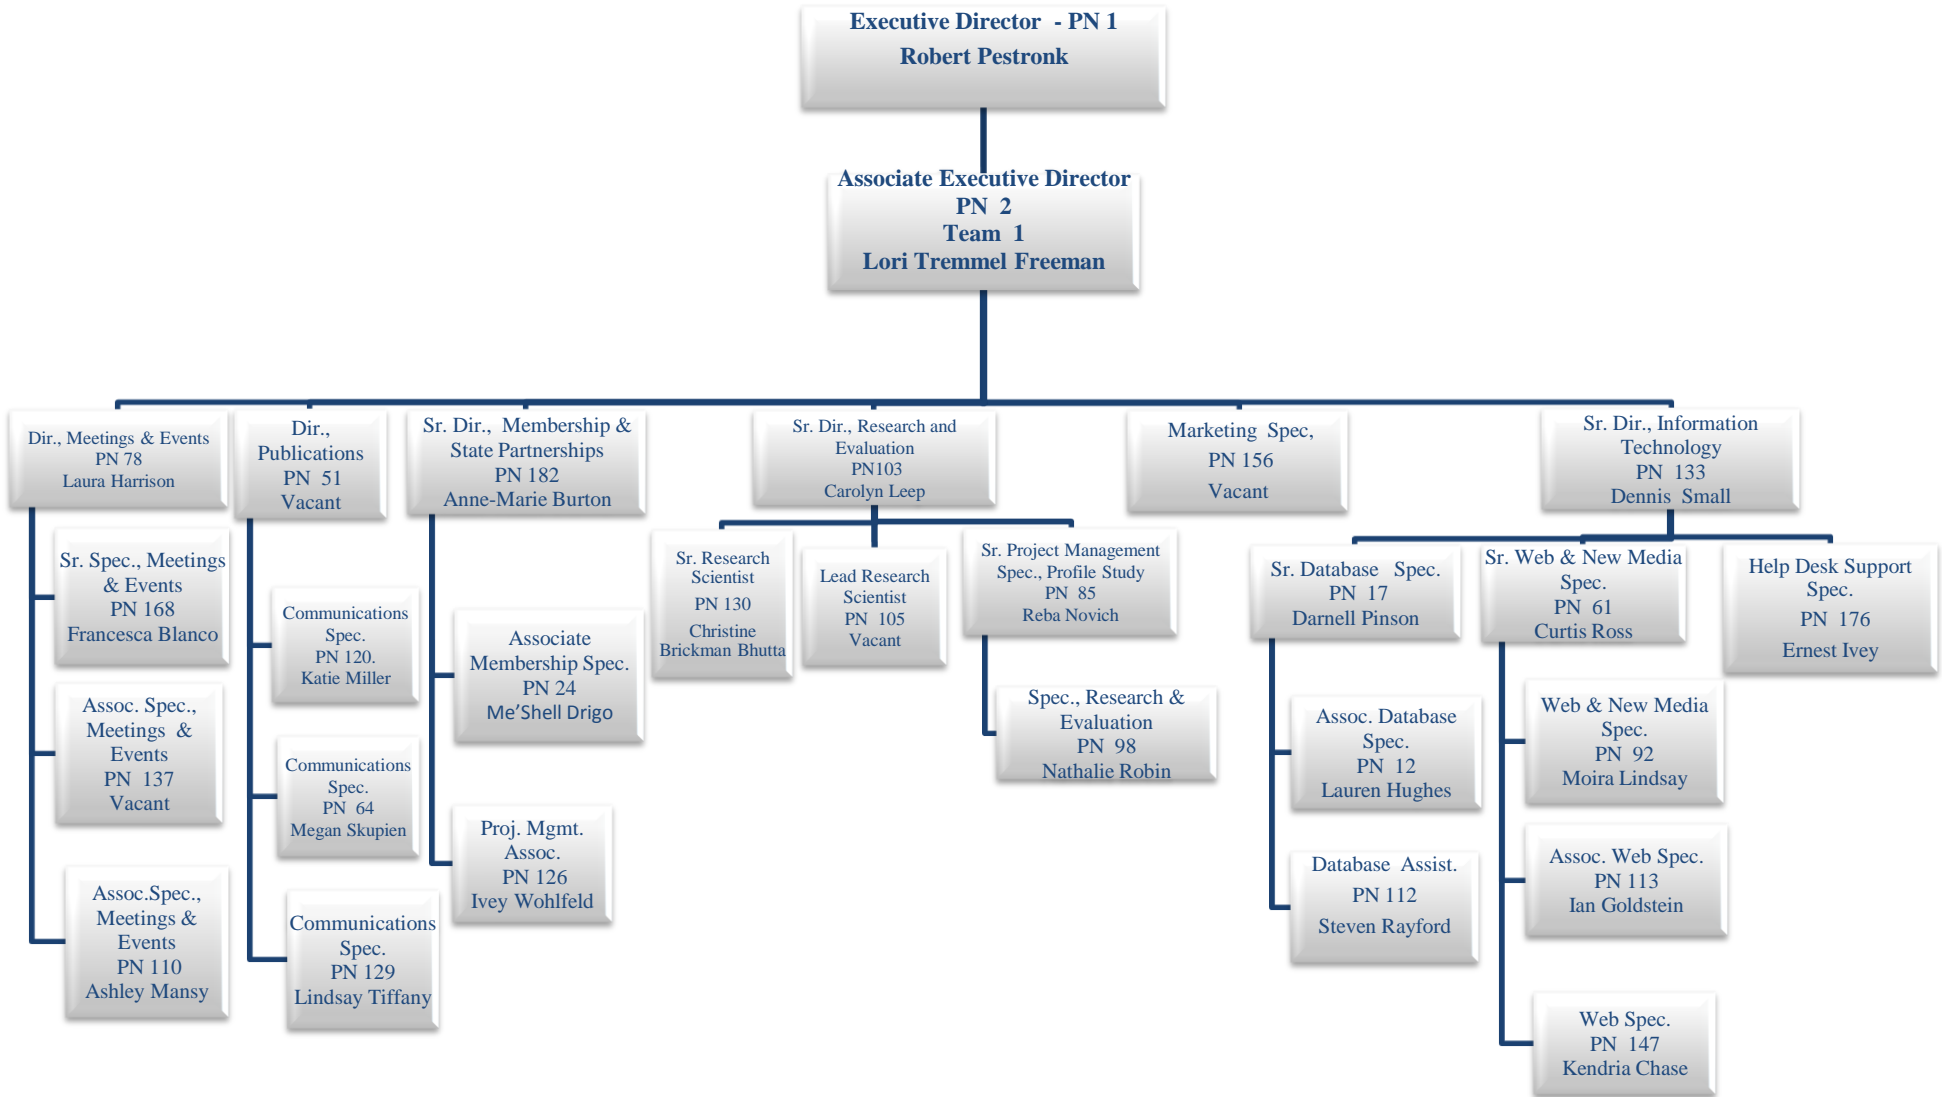 Executive Director - PN 1
Robert Pestronk
Associate Executive Director
PN 2
Team 1
Lori Tremmel Freeman
Dir., Meetings & Events
PN 78
Laura Harrison
Dir.,
Publications
PN 51
Vacant
Sr. Dir., Membership &
State Partnerships
PN 182
Anne-Marie Burton
Sr. Dir., Research and
Evaluation
PN103
Carolyn Leep
Marketing Spec,
PN 156
Vacant
Sr. Dir., Information
Technology
PN 133
Dennis Small
Sr. Spec., Meetings
& Events
PN 168
Francesca Blanco
Assoc. Spec.,
Meetings &
Events
PN 137
Vacant
Assoc.Spec.,
Meetings &
Events
PN 110
Ashley Mansy
Communications
Spec.
PN 120.
Katie Miller
Communications
Spec.
PN 64
Megan Skupien
Communications
Spec.
PN 129
Lindsay Tiffany
Associate
Membership Spec.
PN 24
Me’Shell Drigo
Proj. Mgmt.
Assoc.
PN 126
Ivey Wohlfeld
Sr. Research
Scientist
PN 130
Christine
Brickman Bhutta
Lead Research
Scientist
PN 105
Vacant
Sr. Project Management
Spec., Profile Study
PN 85
Reba Novich
Spec., Research &
Evaluation
PN 98
Nathalie Robin
Sr. Database Spec.
PN 17
Darnell Pinson
Assoc. Database
Spec.
PN 12
Lauren Hughes
Database Assist.
PN 112
Steven Rayford
Sr. Web & New Media
Spec.
PN 61
Curtis Ross
Web & New Media
Spec.
PN 92
Moira Lindsay
Assoc. Web Spec.
PN 113
Ian Goldstein
Web Spec.
PN 147
Kendria Chase
Help Desk Support
Spec.
PN 176
Ernest Ivey